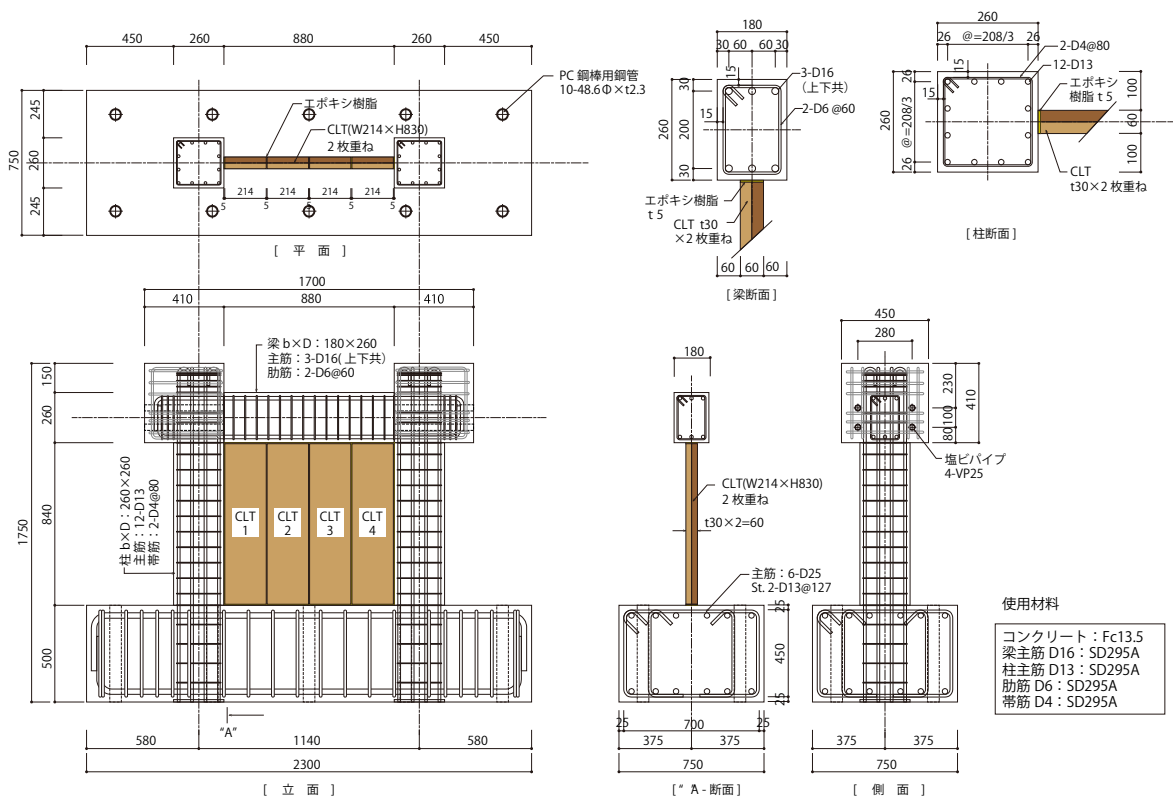 450
260
880
260
450
245
260
245
750
PC 鋼棒用鋼管
10-48.6Φ×t2.3
エポキシ樹脂
CLT(W214×H830)
2 枚重ね
214
214
214
214
5
5
5
5
5
[ 平 面 ]
180
30 60 60 30
15
30
200
30
260
15
3-D16
(上下共)
2-D6 @60
エポキシ樹脂
t 5
CLT t30
×2 枚重ね
60 60 60
[ 梁断面 ]
260
26 @=208/3 26
15
2-D4@80
12-D13
エポキシ
樹脂 t 5
15
26
@=208/3
26
260
100
60
100
CLT
t30×2 枚重ね
[ 柱断面 ]
1700
410
880
410
梁 b×D：180×260
主筋：3-D16( 上下共)
肋筋：2-D6@60
150
260
840
500
1750
柱 b×D：260×260
主筋：12-D13
帯筋：2-D4@80
CLT
1
CLT
2
CLT
3
CLT
4
“A”
580
1140
580
2300
[ 立 面 ]
180
CLT(W214×H830)
2 枚重ね
t30×2=60
主筋：6-D25
St. 2-D13@127
25
450
25
25
700
25
375
375
750
[ “ A” - 断面 ]
450
280
230
100
80
410
塩ビパイプ
4-VP25
375
375
750
[ 側 面 ]
使用材料
コンクリート：Fc13.5
梁主筋 D16：SD295A
柱主筋 D13：SD295A
肋筋 D6：SD295A
帯筋 D4：SD295A